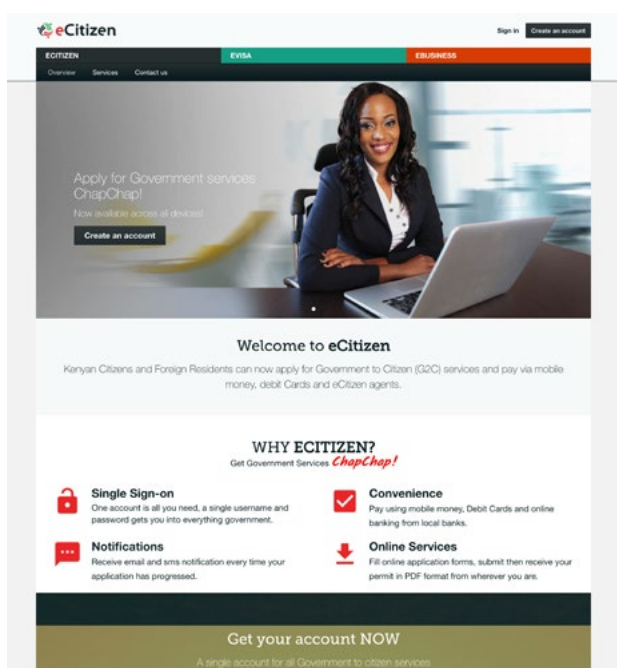 eCitizen
Sign in Create an account
ECITIZEN EVISA EBUSINESS
Overview Services Contact us
Apply for Government services
ChapChap!
Now available across all devices!
Create an account
Welcome to eCitizen
Kenyan Citizens and Foreign Residents can now apply for Government to Citizen (G2C) services and pay via mobile
money, debit Cards and eCitizen agents.
WHY ECITIZEN?
Get Government Services ChapChap!
Single Sign-on
One account is all you need, a single username and
password gets you into everything government.
Convenience
Pay using mobile money, Debit Cards and online
banking from local banks.
Notifications
Receive email and sms notification every time your
application has progressed.
Online Services
Fill online application forms, submit then receive your
permit in PDF format from wherever you are.
Get your account NOW
A single account for all Government to citizen services